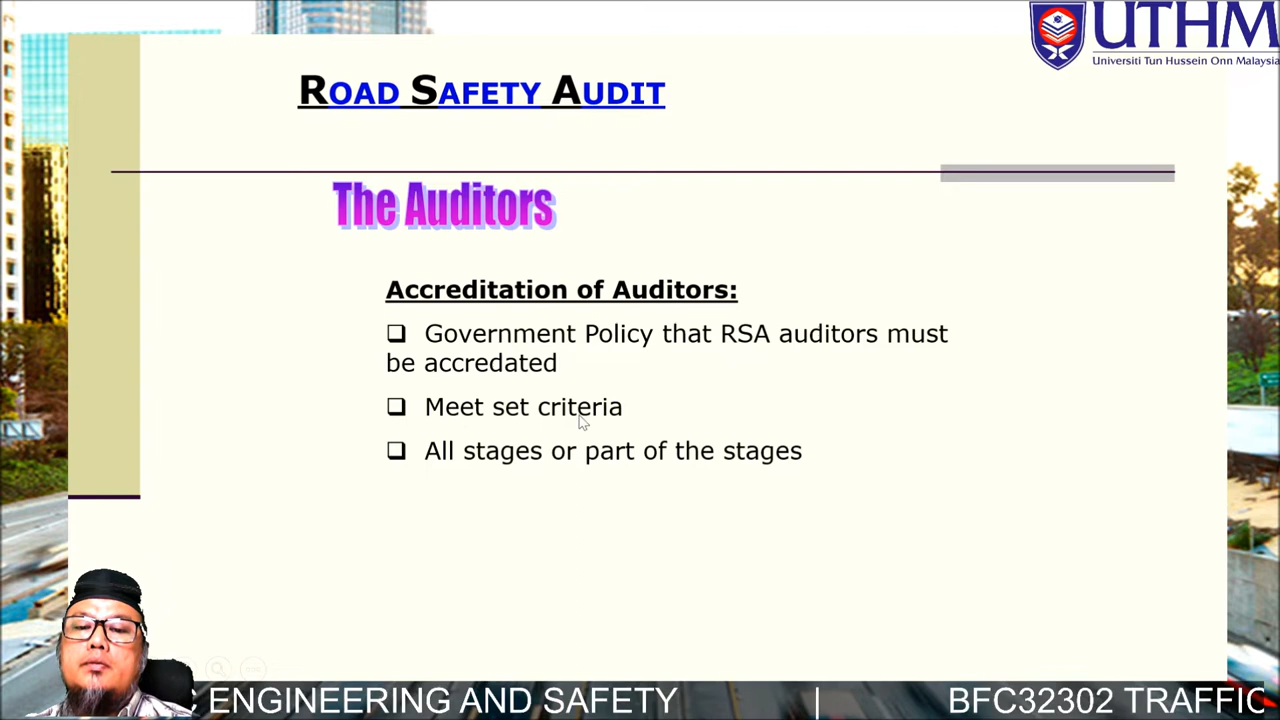 UTHM
Universiti Tun Hussein Onn Malaysia
ROAD SAFETY AUDIT
The Auditors
Accreditation of Auditors:
❑ Government Policy that RSA auditors must
be accredated
❑ Meet set criteria
❑ All stages or part of the stages
C ENGINEERING AND SAFETY | BFC32302 TRAFFIC